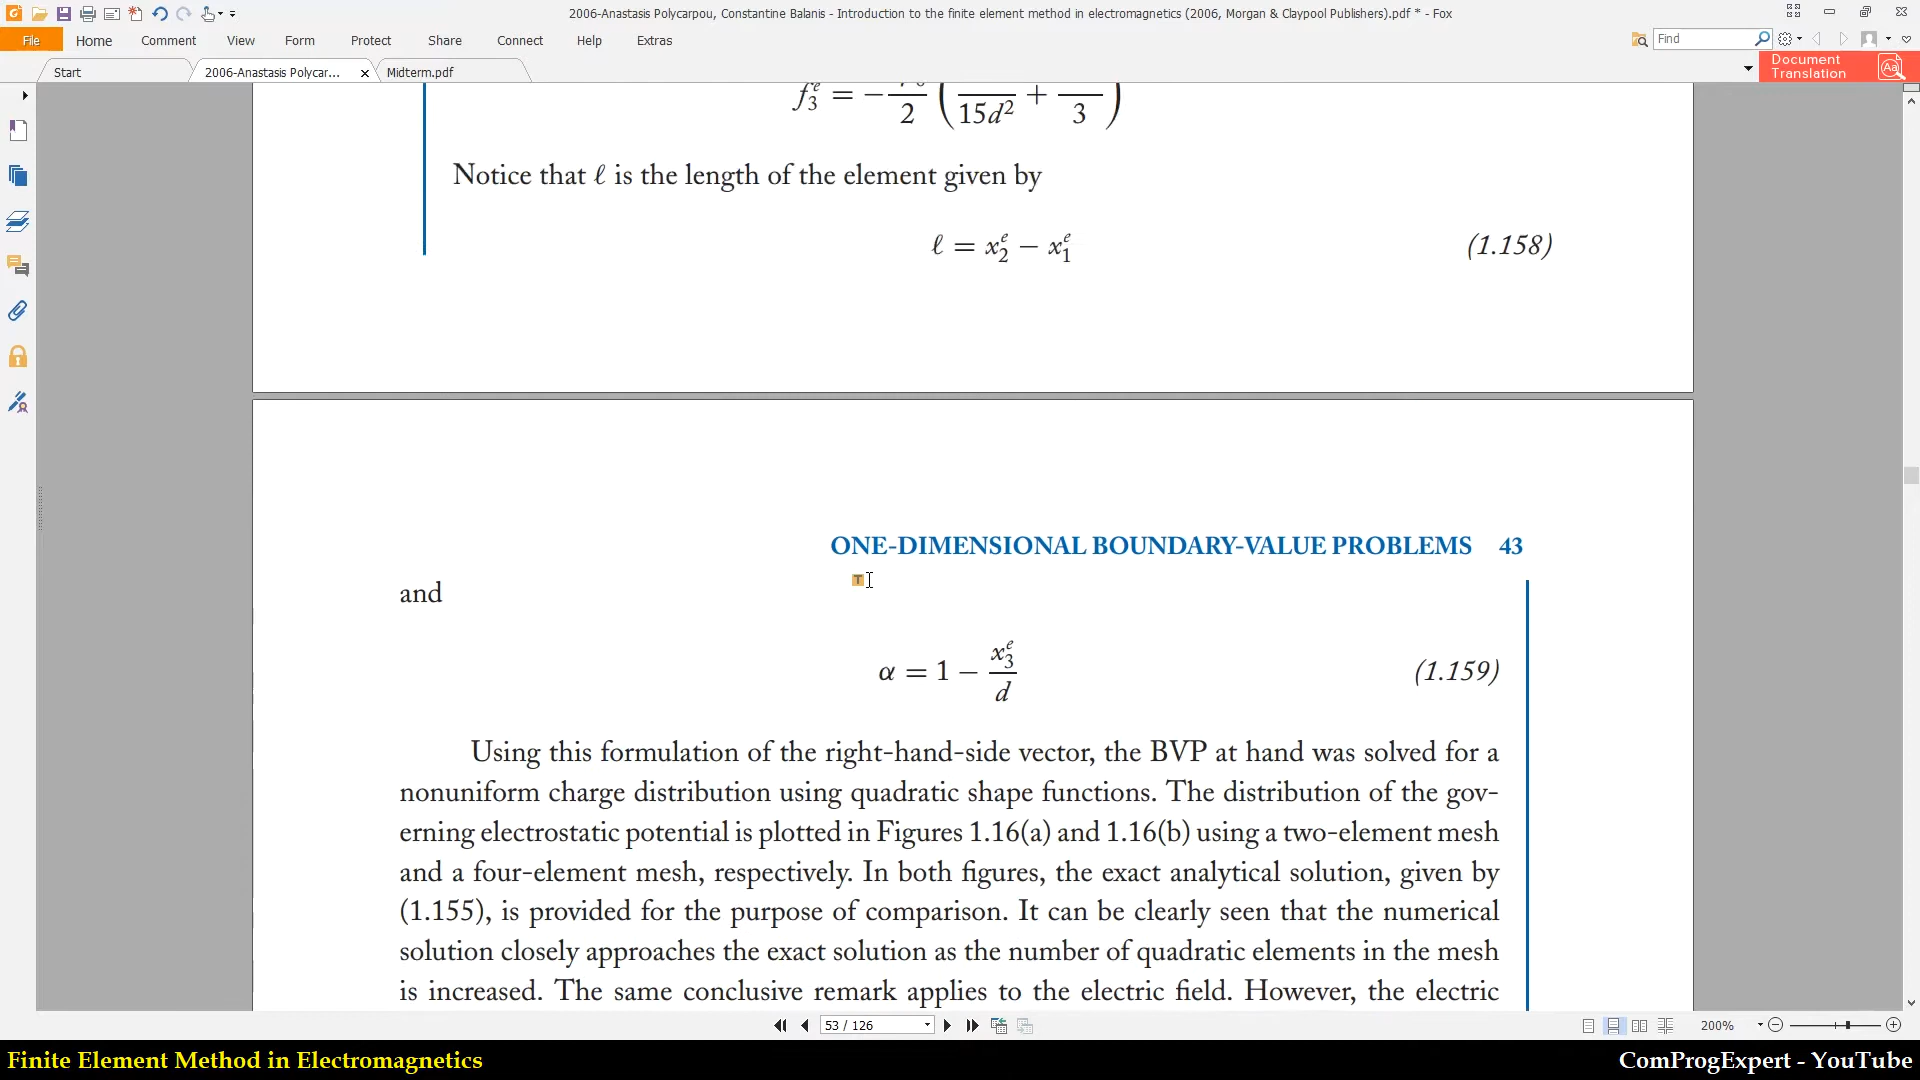 2006-Anastasis Polycarpou, Constantine Balanis - Introduction to the finite element method in electromagnetics (2006, Morgan & Claypool Publishers).pdf * - Fox
File Home Comment View Form Protect Share Connect Help Extras
Find
Start 2006-Anastasis Polycar... Midterm.pdf
Document
Translation
Notice that ℓ is the length of the element given by
ℓ = x₂ᵉ − x₁ᵉ (1.158)
ONE-DIMENSIONAL BOUNDARY-VALUE PROBLEMS 43
and
α = 1 − x₃ᵉ/d (1.159)
Using this formulation of the right-hand-side vector, the BVP at hand was solved for a
nonuniform charge distribution using quadratic shape functions. The distribution of the gov-
erning electrostatic potential is plotted in Figures 1.16(a) and 1.16(b) using a two-element mesh
and a four-element mesh, respectively. In both figures, the exact analytical solution, given by
(1.155), is provided for the purpose of comparison. It can be clearly seen that the numerical
solution closely approaches the exact solution as the number of quadratic elements in the mesh
is increased. The same conclusive remark applies to the electric field. However, the electric
53 / 126
200%
Finite Element Method in Electromagnetics
ComProgExpert - YouTube